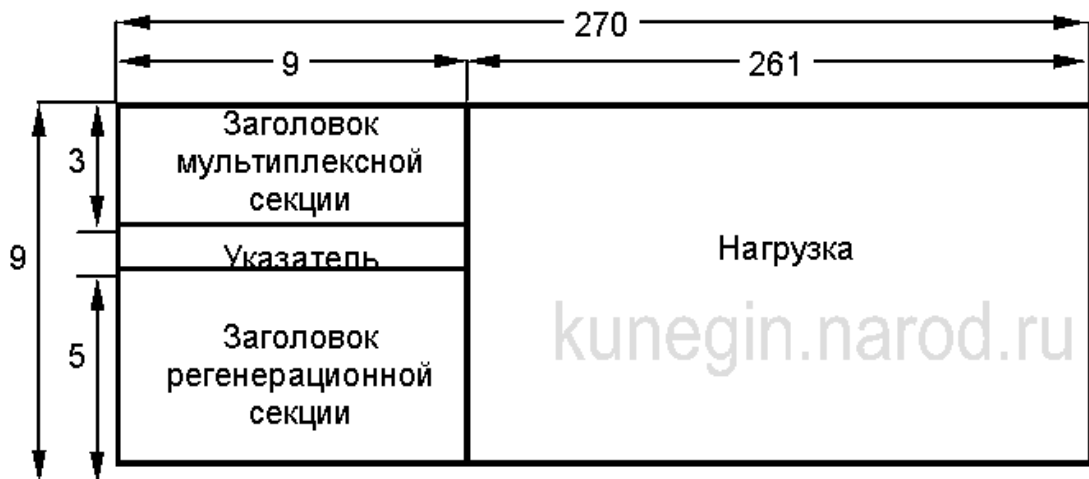 270
9
261
Заголовок
мультиплексной
секции
3
Указатель
9
Нагрузка
5
Заголовок
регенерационной
секции
kunegin.narod.ru